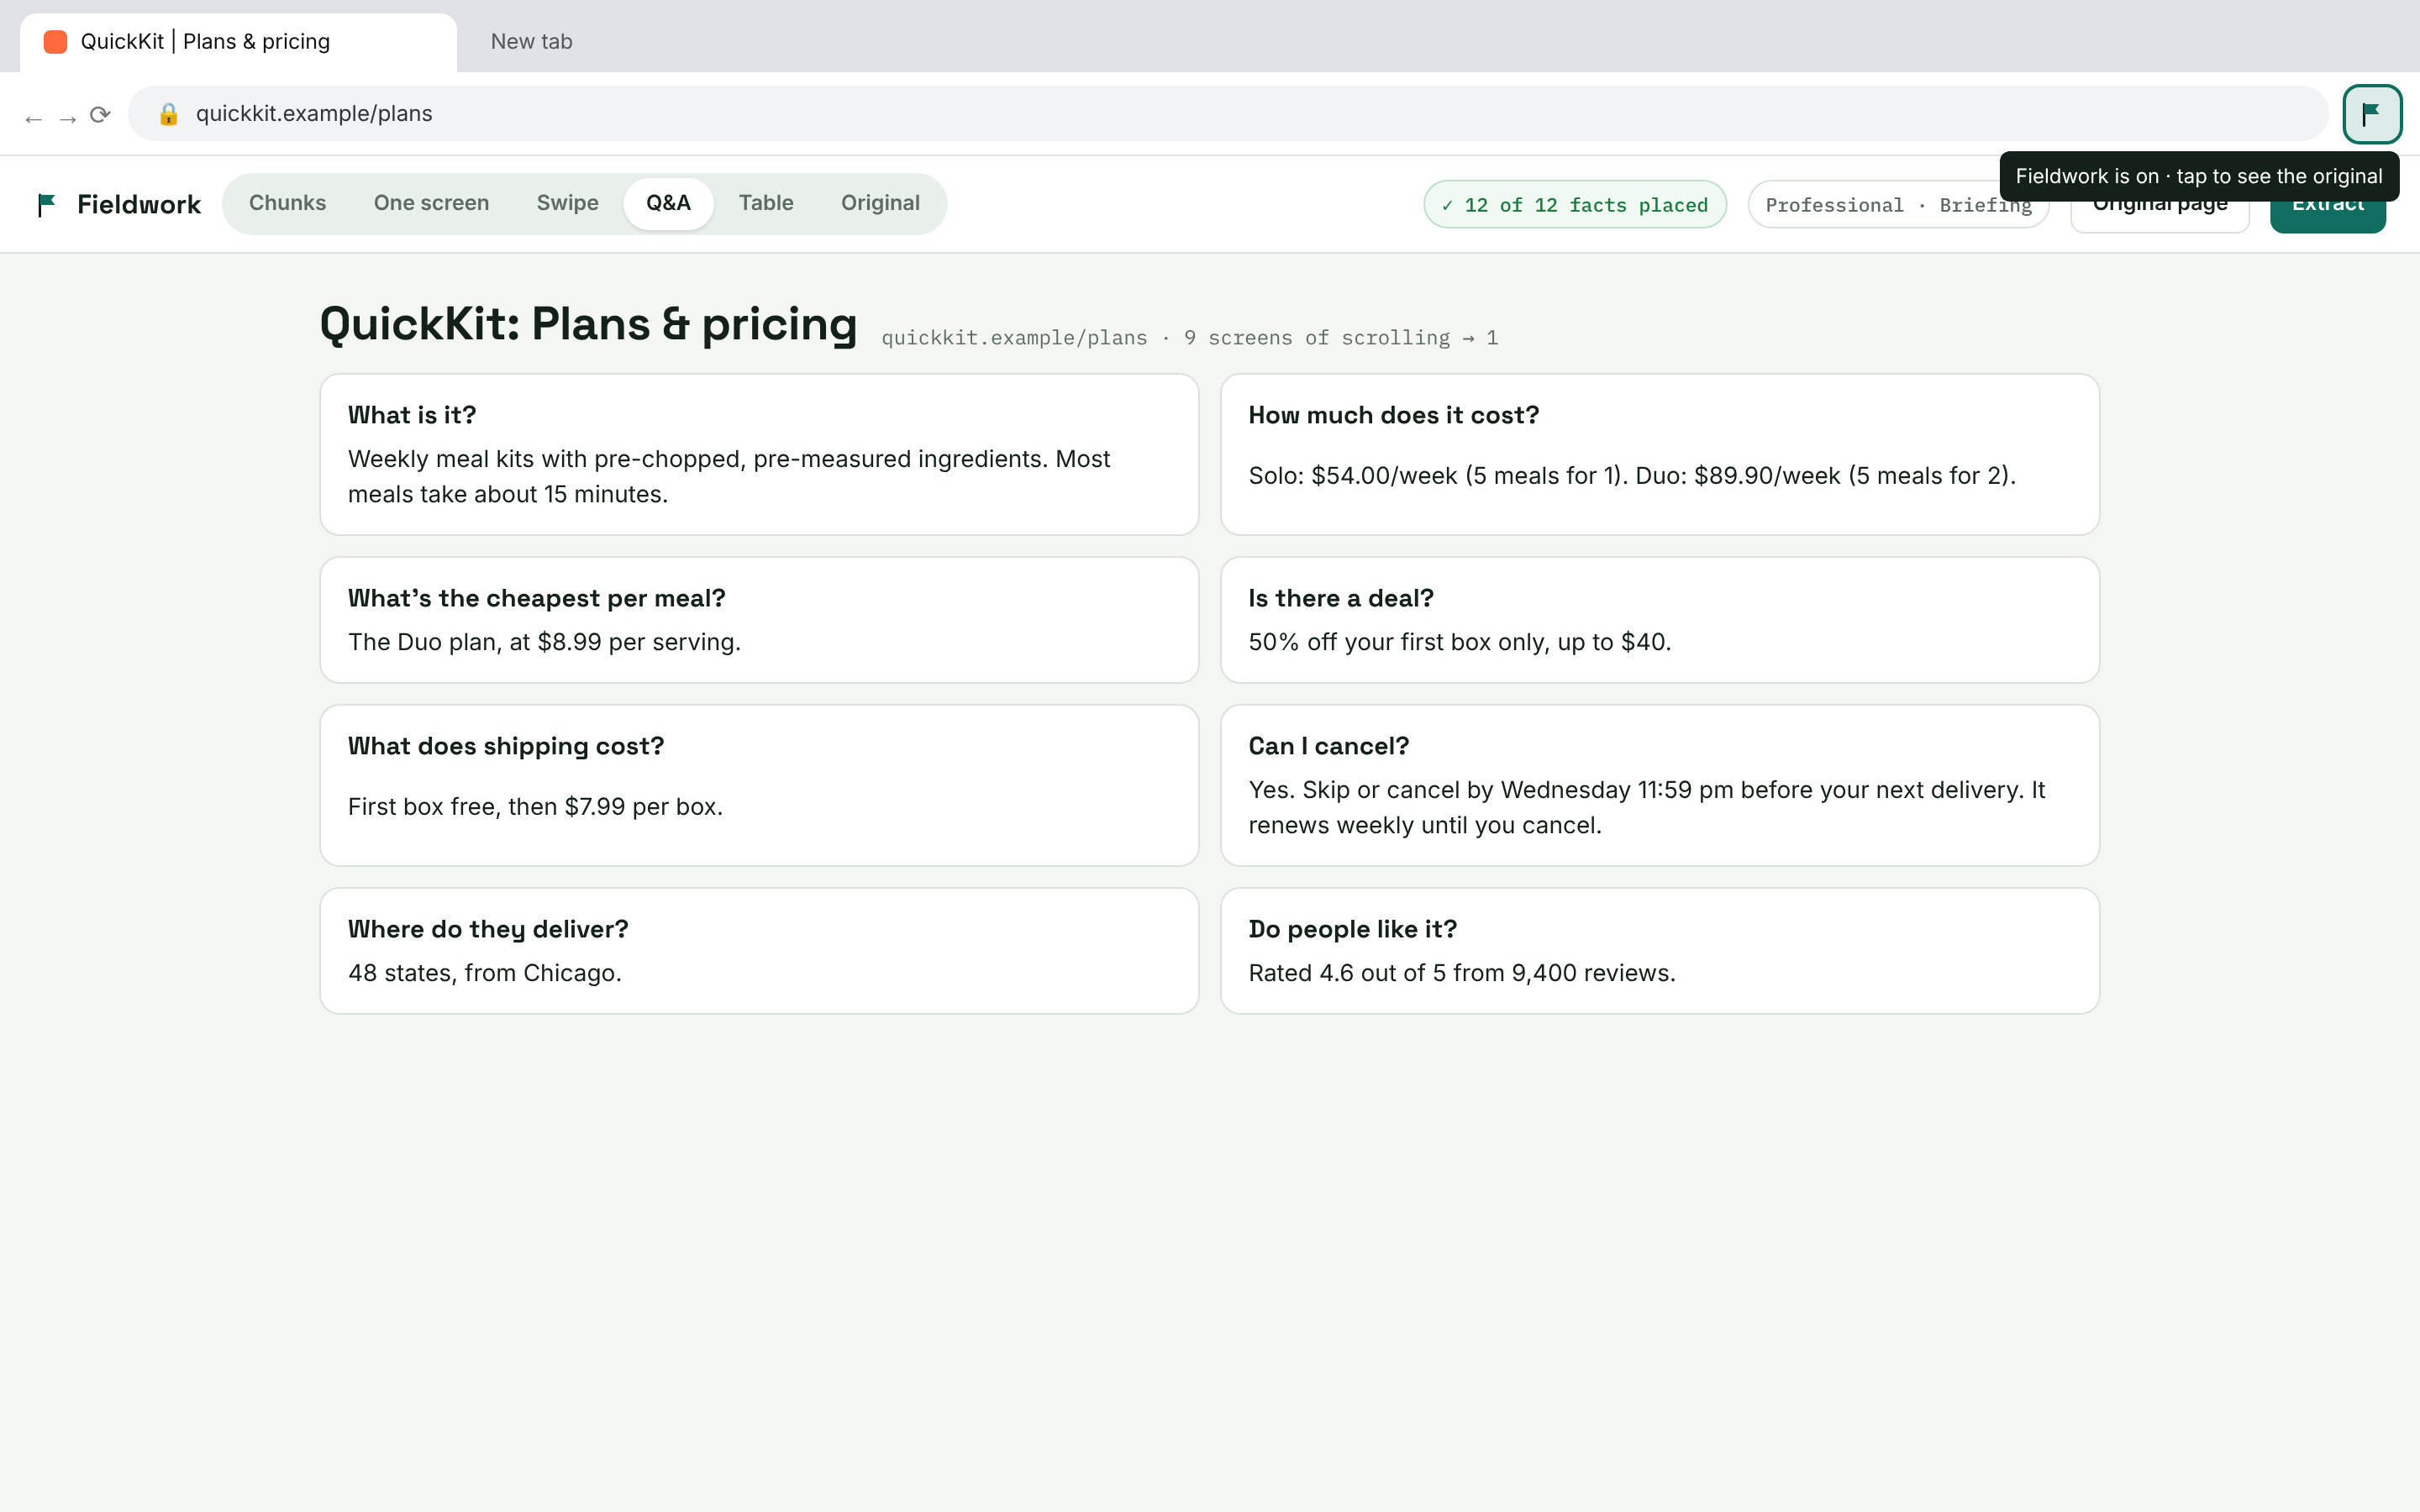 QuickKit | Plans & pricing
New tab
quickkit.example/plans
Fieldwork is on · tap to see the original
Fieldwork
Chunks
One screen
Swipe
Q&A
Table
Original
✓ 12 of 12 facts placed
Professional · Briefing
Original page
Extract
QuickKit: Plans & pricing
quickkit.example/plans · 9 screens of scrolling → 1
What is it?
Weekly meal kits with pre-chopped, pre-measured ingredients. Most
meals take about 15 minutes.
How much does it cost?
Solo: $54.00/week (5 meals for 1). Duo: $89.90/week (5 meals for 2).
What's the cheapest per meal?
The Duo plan, at $8.99 per serving.
Is there a deal?
50% off your first box only, up to $40.
What does shipping cost?
First box free, then $7.99 per box.
Can I cancel?
Yes. Skip or cancel by Wednesday 11:59 pm before your next delivery. It
renews weekly until you cancel.
Where do they deliver?
48 states, from Chicago.
Do people like it?
Rated 4.6 out of 5 from 9,400 reviews.